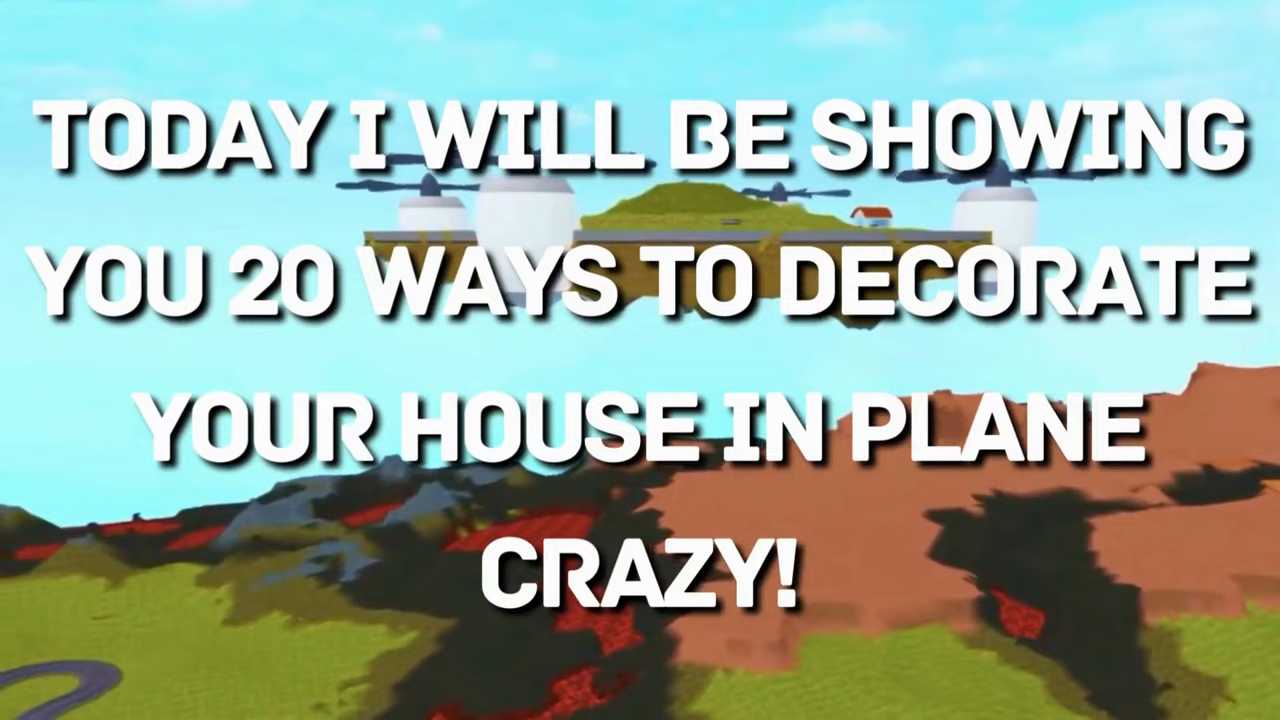 TODAY I WILL BE SHOWING
YOU 20 WAYS TO DECORATE
YOUR HOUSE IN PLANE
CRAZY!